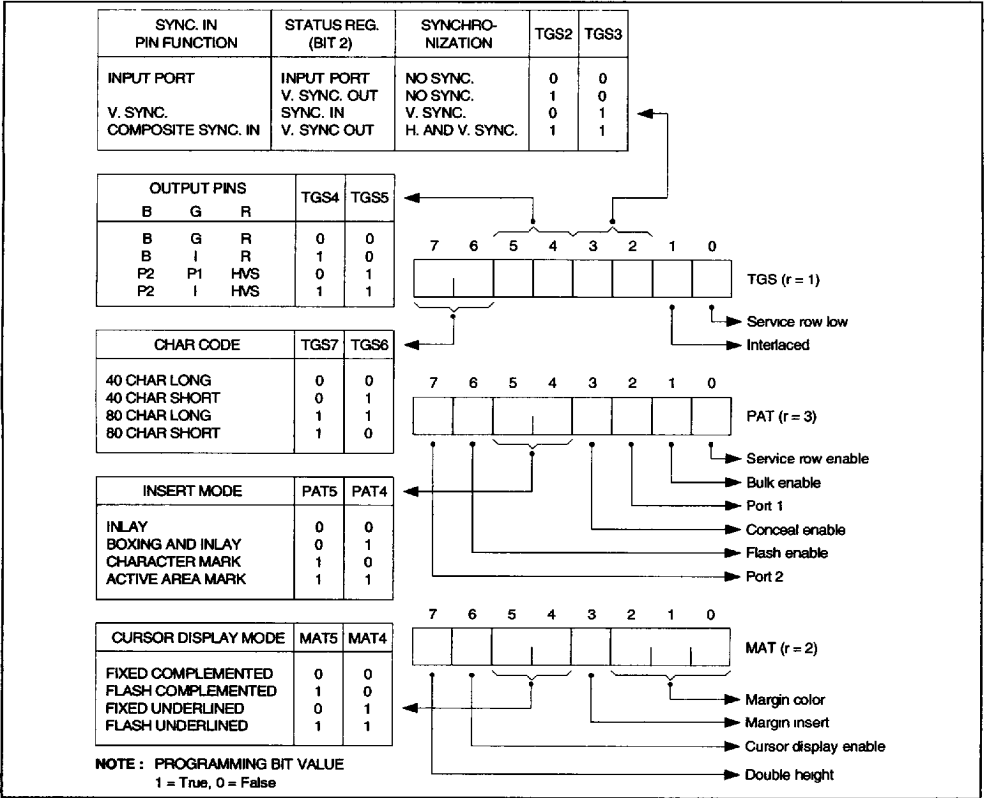 SYNC. IN PIN FUNCTION STATUS REG. (BIT 2) SYNCHRO-NIZATION TGS2 TGS3
INPUT PORT INPUT PORT NO SYNC. 0 0
V. SYNC. OUT NO SYNC. 1 0
V. SYNC. SYNC. IN V. SYNC. 0 1
COMPOSITE SYNC. IN V. SYNC OUT H. AND V. SYNC. 1 1
OUTPUT PINS TGS4 TGS5
B G R
B G R 0 0
B I R 1 0
P2 P1 HVS 0 1
P2 I HVS 1 1
7 6 5 4 3 2 1 0
TGS (r = 1)
Service row low
Interlaced
CHAR CODE TGS7 TGS6
40 CHAR LONG 0 0
40 CHAR SHORT 0 1
80 CHAR LONG 1 1
80 CHAR SHORT 1 0
7 6 5 4 3 2 1 0
PAT (r = 3)
Service row enable
Bulk enable
Port 1
Conceal enable
Flash enable
Port 2
INSERT MODE PAT5 PAT4
INLAY 0 0
BOXING AND INLAY 0 1
CHARACTER MARK 1 0
ACTIVE AREA MARK 1 1
7 6 5 4 3 2 1 0
MAT (r = 2)
Margin color
Margin insert
Cursor display enable
Double height
CURSOR DISPLAY MODE MAT5 MAT4
FIXED COMPLEMENTED 0 0
FLASH COMPLEMENTED 1 0
FIXED UNDERLINED 0 1
FLASH UNDERLINED 1 1
NOTE : PROGRAMMING BIT VALUE
1 = True, 0 = False